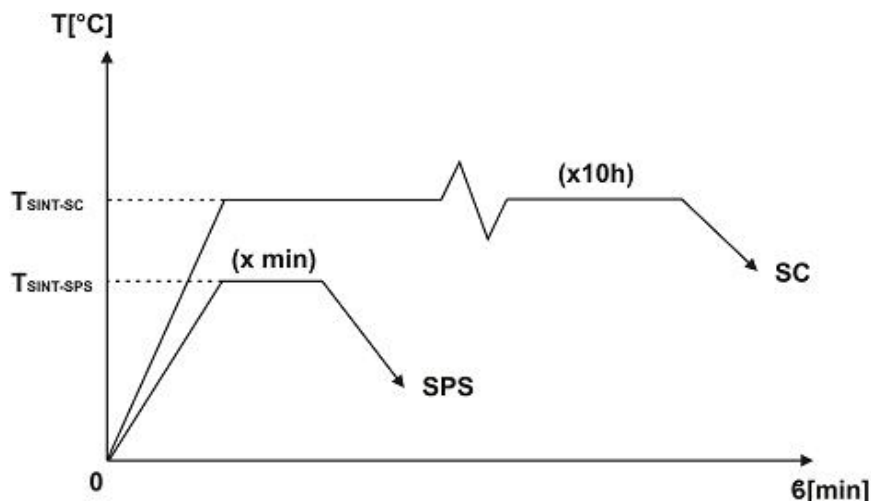 T[°C]
(x10h)
TSINT-SC
(x min)
TSINT-SPS
SC
SPS
0
6[min]